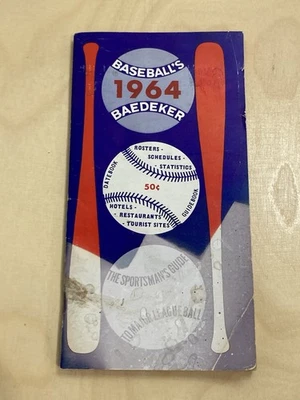 BASEBALL'S
1964
BAEDEKER
ROSTERS -
SCHEDULES -
- STATISTICS
DATEBOOK
50¢
GUIDEBOOK
HOTELS -
- RESTAURANTS -
TOURIST SITES
THE SPORTSMAN'S GUIDE
TO MAJOR LEAGUE BALL